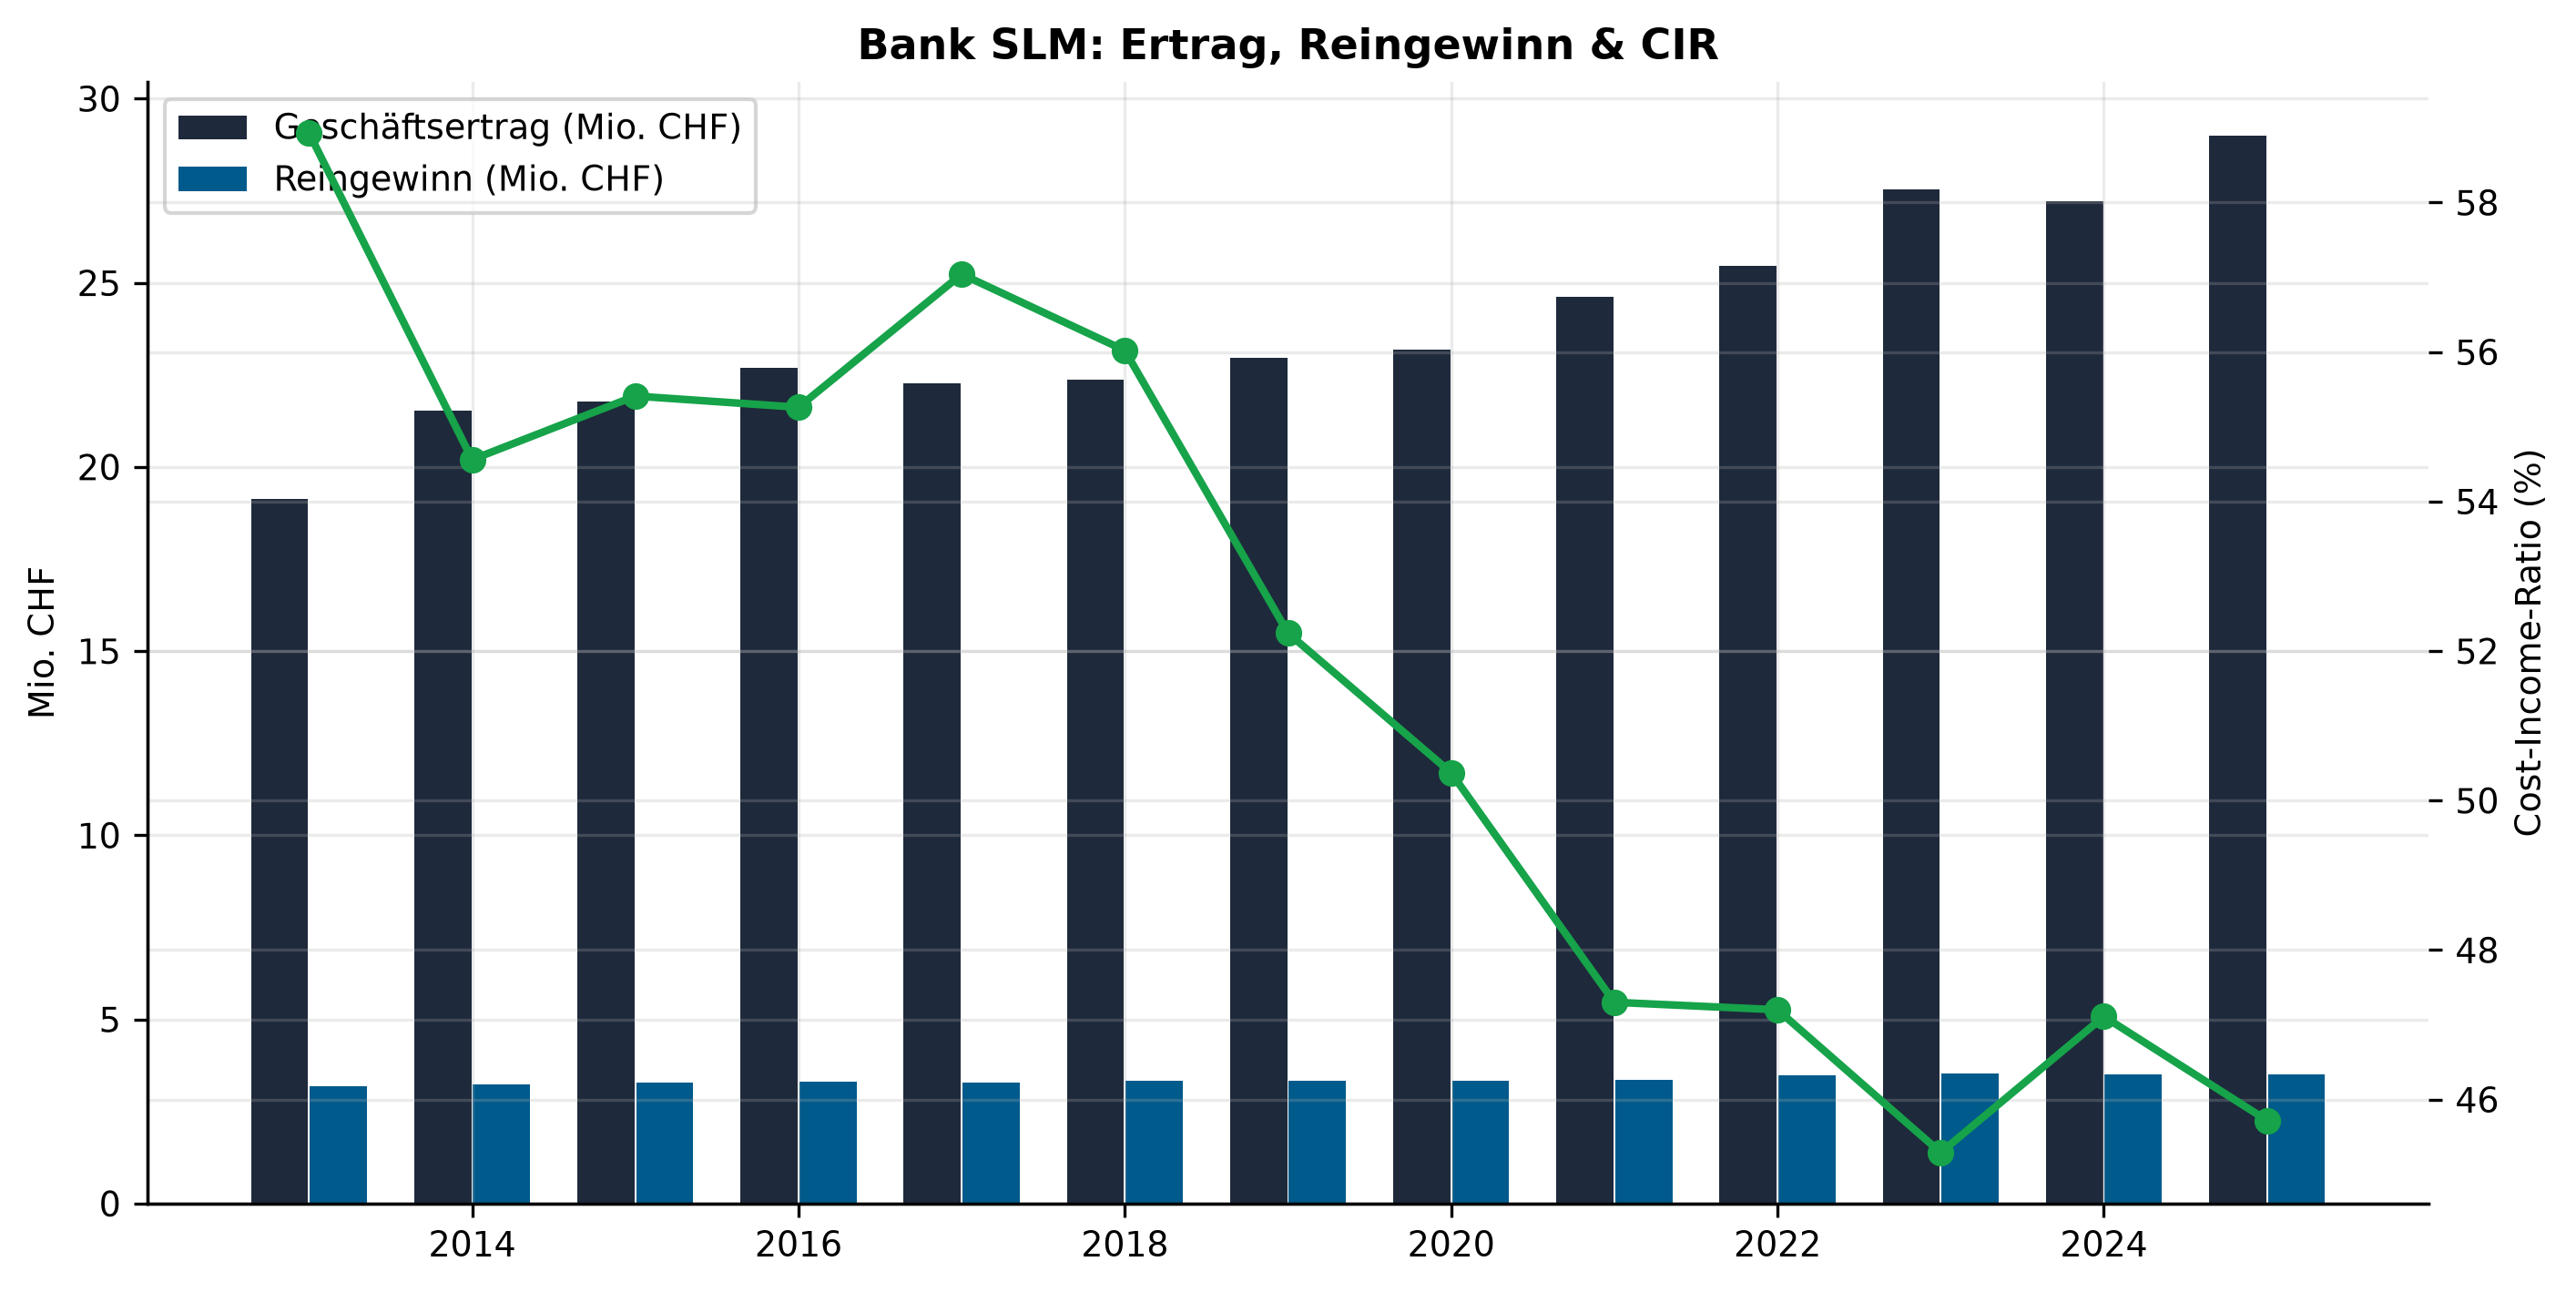 Bank SLM: Ertrag, Reingewinn & CIR
Geschäftsertrag (Mio. CHF)
Reingewinn (Mio. CHF)
Mio. CHF
30
25
20
15
10
5
0
58
56
54
52
50
48
46
Cost-Income-Ratio (%)
2014 2016 2018 2020 2022 2024